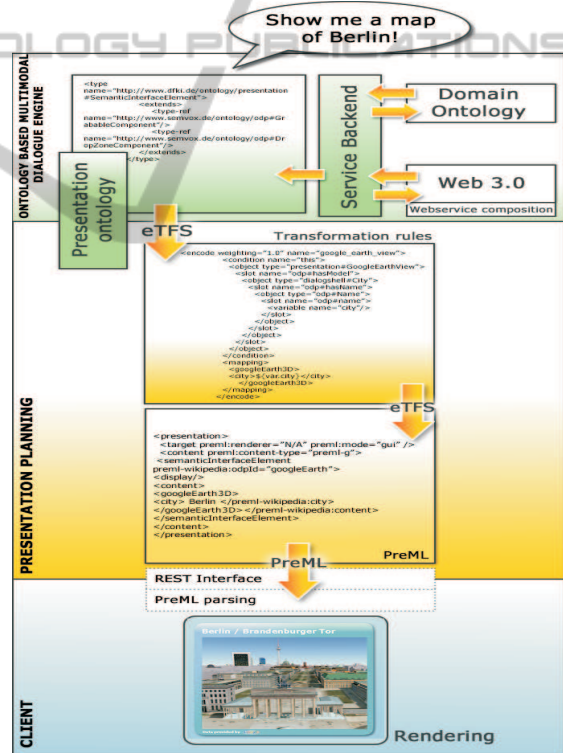 Show me a map
of Berlin!
OLOGY PUBLICATIONS
ONTOLOGY BASED MULTIMODAL
DIALOGUE ENGINE
<type
name="http://www.dfki.de/ontology/presentation
#SemanticInterfaceElement">
<extends>
<type-ref
name="http://www.semvox.de/ontology/odp#Gr
abableComponent"/>
<type-ref
name="http://www.semvox.de/ontology/odp#Dr
opZoneComponent"/>
</extends>
</type>
Presentation
ontology
Service Backend
Domain
Ontology
Web 3.0
Webservice composition
eTFS
Transformation rules
PRESENTATION PLANNING
<encode weighting="1.0" name="google_earth_view">
<condition name="this">
<object type="presentation#GoogleEarthView">
<slot name="odp#hasModel">
<object type="dialogshell#City">
<slot name="odp#hasName">
<object type="odp#Name">
<slot name="odp#name">
<variable name="city"/>
</slot>
</object>
</slot>
</object>
</slot>
</object>
</condition>
<mapping>
<googleEarth3D>
<city>${var.city}</city>
</googleEarth3D>
</mapping>
</encode>
eTFS
<presentation>
<target preml:renderer="N/A" preml:mode="gui" />
<content preml:content-type="preml-g">
<semanticInterfaceElement
preml-wikipedia:odpId="googleEarth">
<display/>
<content>
<googleEarth3D>
<city> Berlin </preml-wikipedia:city>
</googleEarth3D></preml-wikipedia:content>
</semanticInterfaceElement>
</content>
</presentation>
PreML
PreML
REST Interface
PreML parsing
CLIENT
Berlin / Brandenburger Tor
Rendering